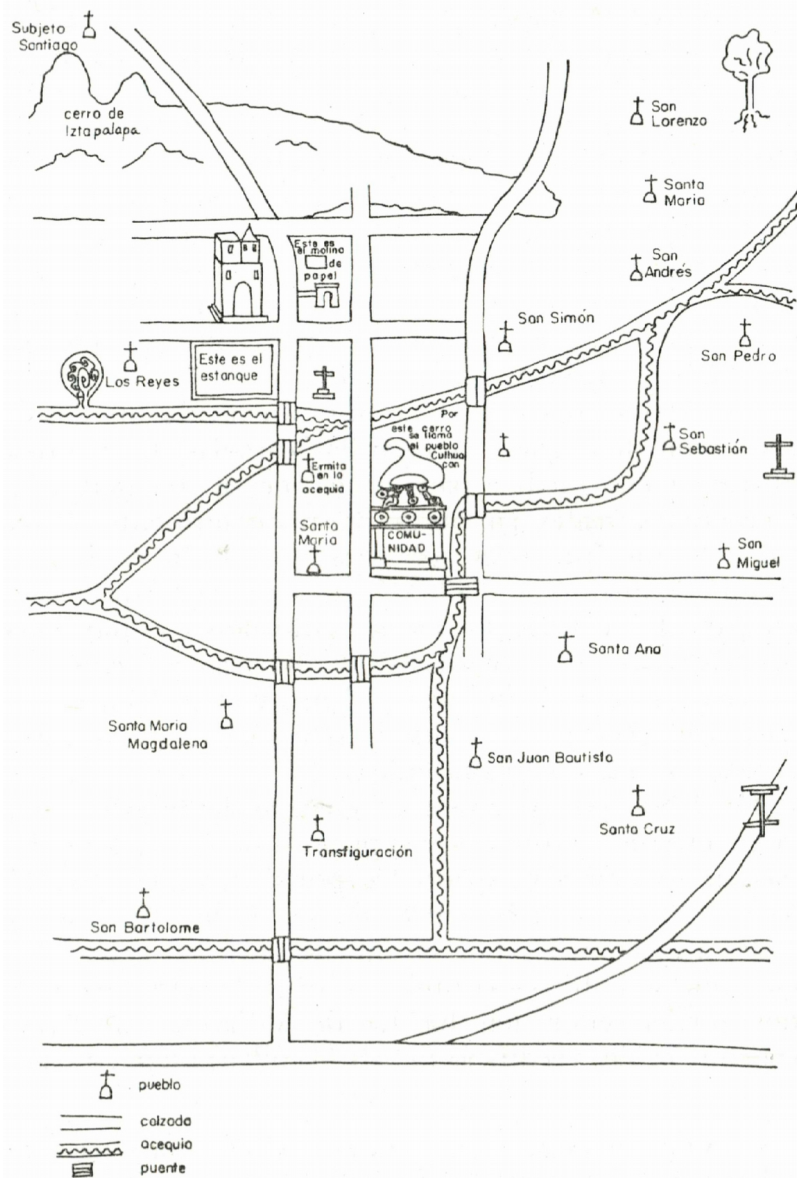 Subjeto
Santiago
cerro de
Iztapalapa
San
Lorenzo
Santa
Maria
San
Andrés
Este es
el molino
de
papel
San Simón
San Pedro
Este es el
estanque
Los Reyes
Por
este cerro
se llama
el pueblo
Culhua
cán
San
Sebastián
Ermita
en la
acequia
Santa
Maria
COMU-
NIDAD
San
Miguel
Santa Ana
Santa Maria
Magdalena
San Juan Bautista
Santa Cruz
Transfiguración
San Bartolome
pueblo
calzada
acequia
puente